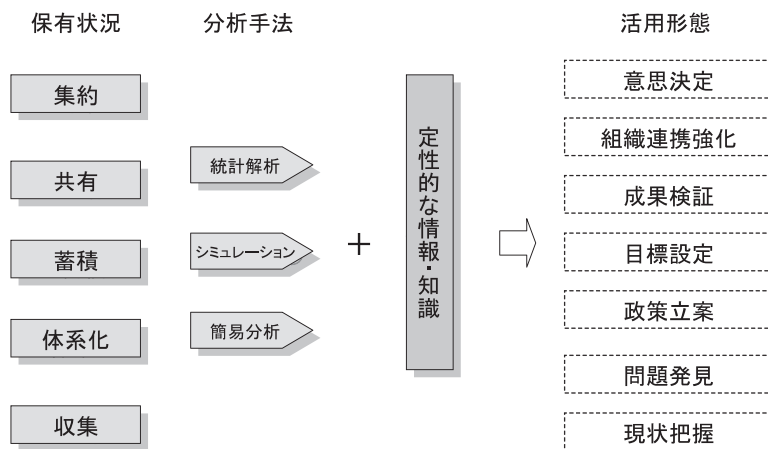 保有状況
分析手法
活用形態
集約
共有
蓄積
体系化
収集
統計解析
シミュレーション
簡易分析
+
定性的な情報・知識
意思決定
組織連携強化
成果検証
目標設定
政策立案
問題発見
現状把握